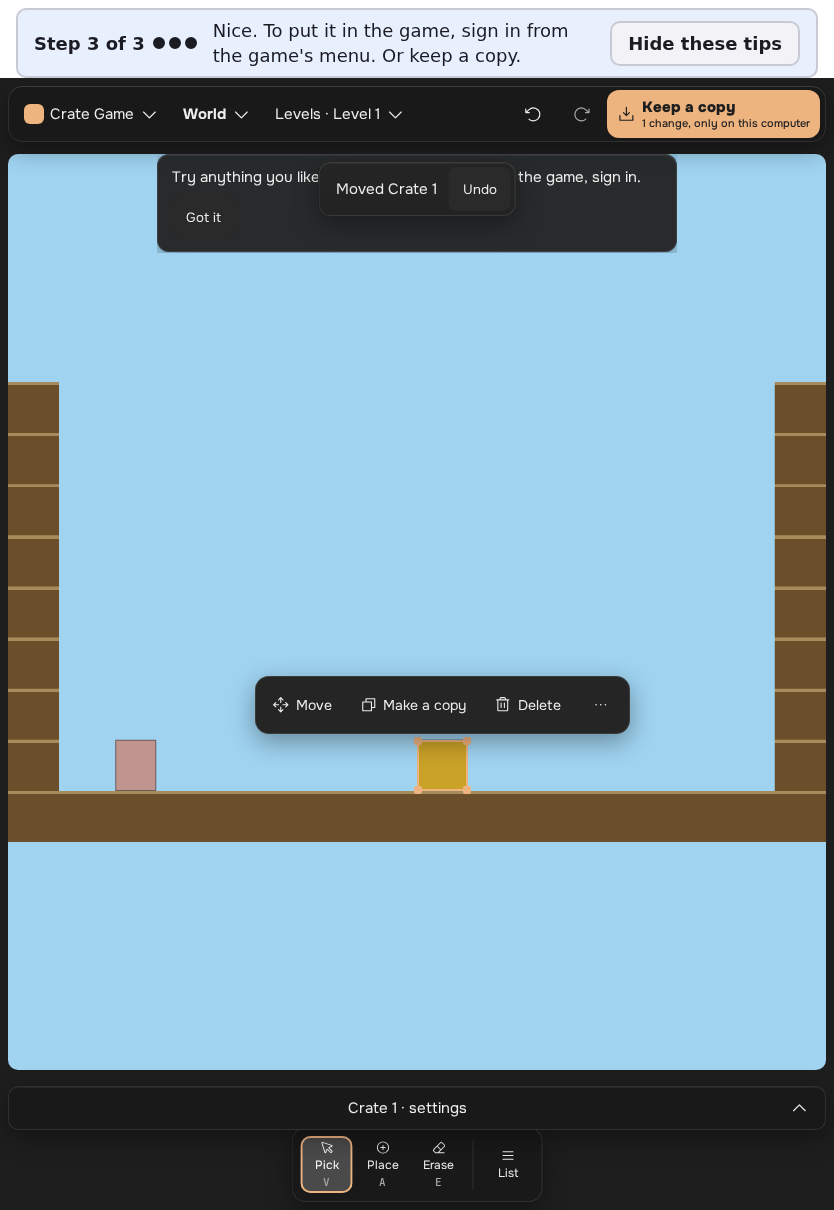 Step 3 of 3
Nice. To put it in the game, sign in from
the game's menu. Or keep a copy.
Hide these tips
Crate Game
World
Levels · Level 1
Keep a copy
1 change, only on this computer
Try anything you like
the game, sign in.
Moved Crate 1
Undo
Got it
Move
Make a copy
Delete
Crate 1 · settings
Pick
V
Place
A
Erase
E
List